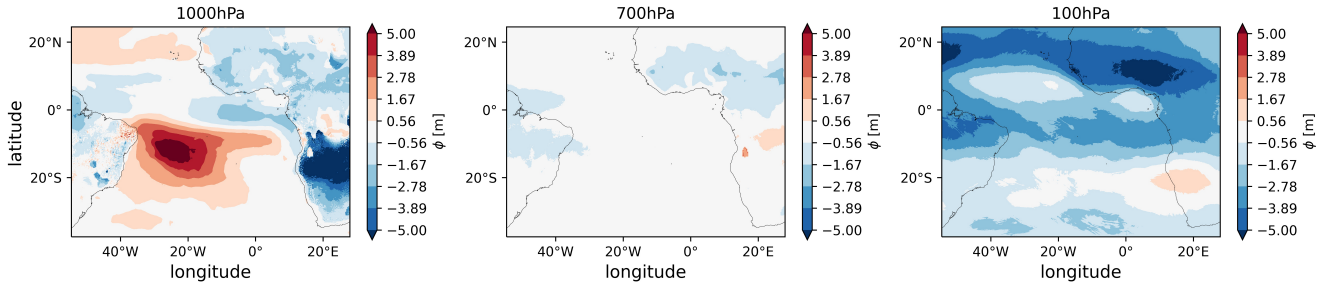 1000hPa
20°N
0°
20°S
latitude
40°W 20°W 0° 20°E
longitude
5.00
3.89
2.78
1.67
0.56
−0.56
−1.67
−2.78
−3.89
−5.00
ϕ [m]
700hPa
20°N
0°
20°S
40°W 20°W 0° 20°E
longitude
5.00
3.89
2.78
1.67
0.56
−0.56
−1.67
−2.78
−3.89
−5.00
ϕ [m]
100hPa
20°N
0°
20°S
40°W 20°W 0° 20°E
longitude
5.00
3.89
2.78
1.67
0.56
−0.56
−1.67
−2.78
−3.89
−5.00
ϕ [m]